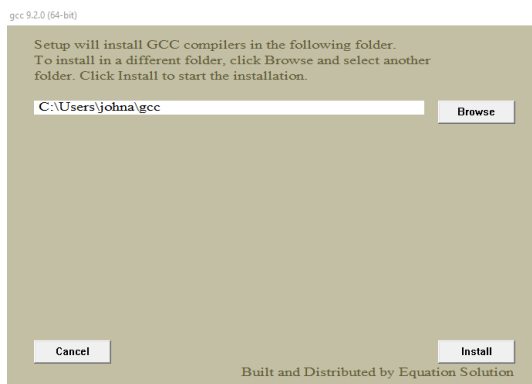 gcc 9.2.0 (64-bit)
Setup will install GCC compilers in the following folder.
To install in a different folder, click Browse and select another
folder. Click Install to start the installation.
C:\Users\johna\gcc
Browse
Cancel
Install
Built and Distributed by Equation Solution